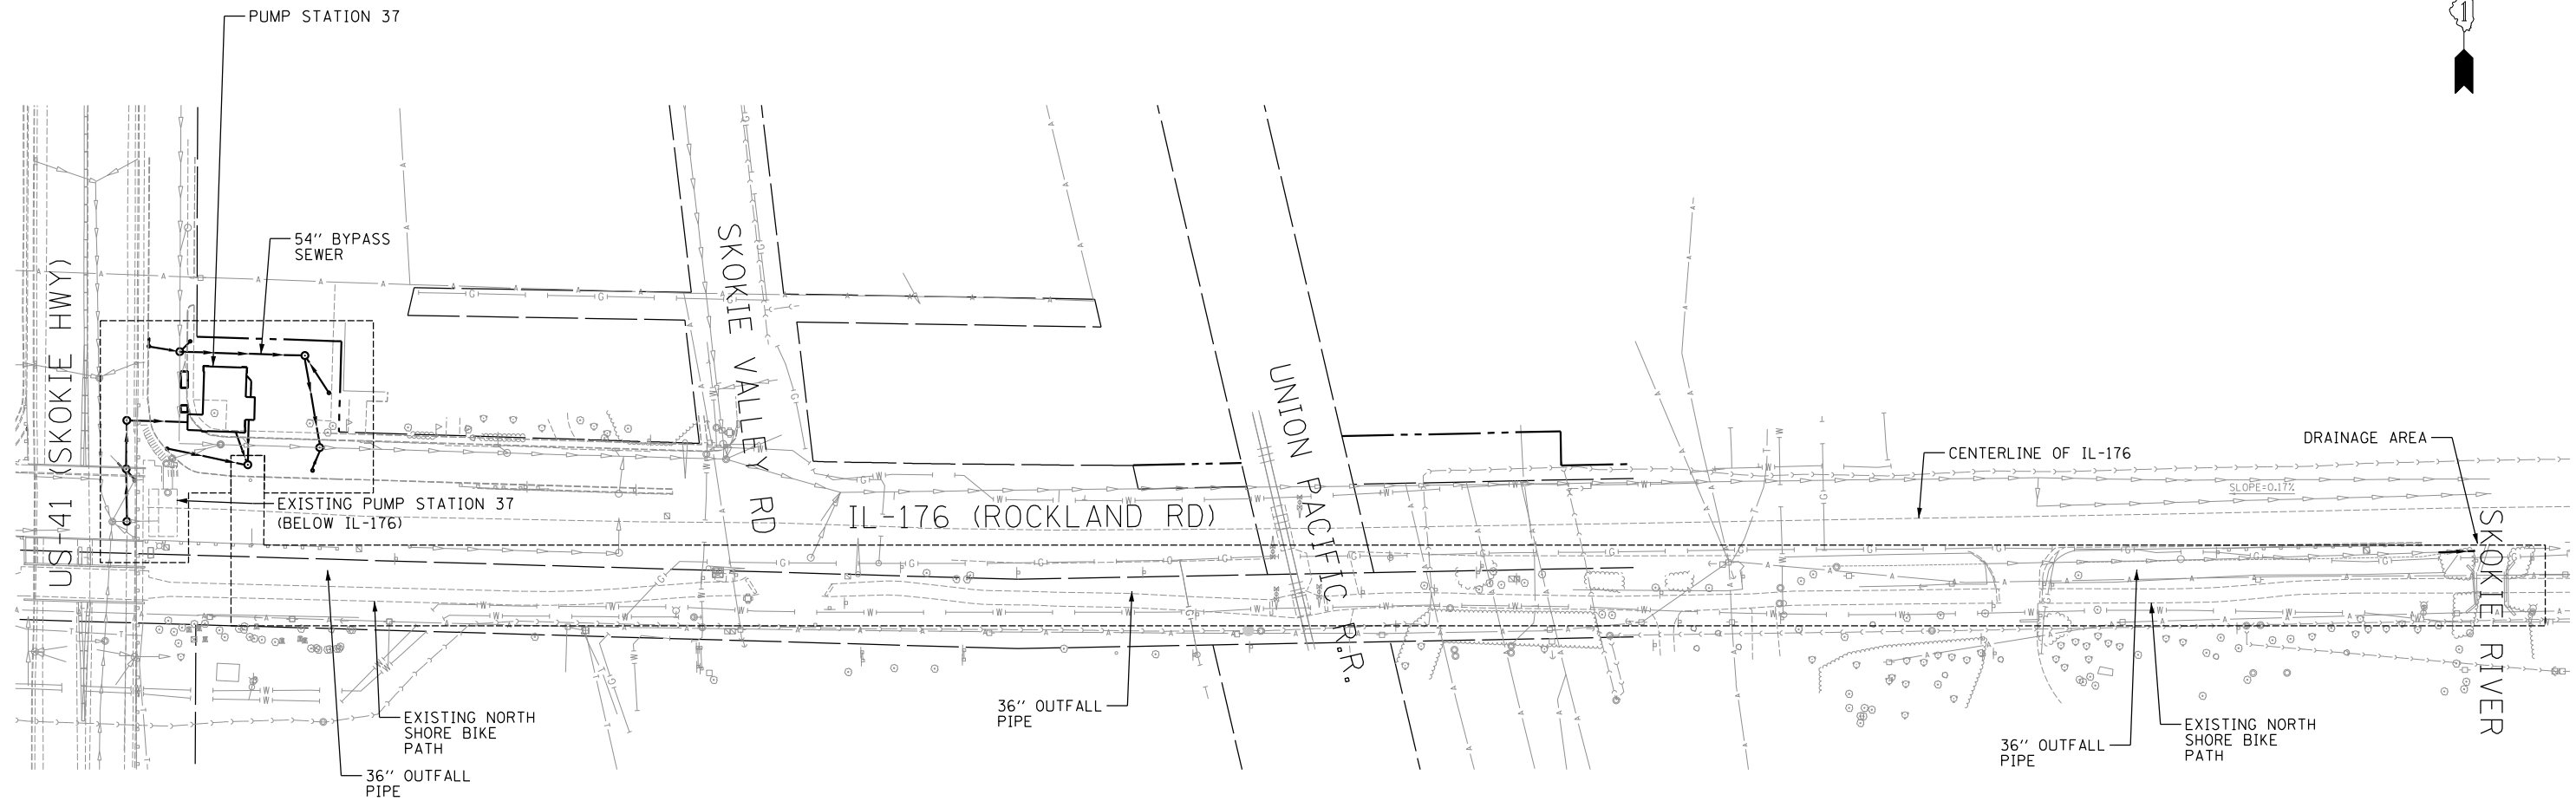 PUMP STATION 37
1
54" BYPASS
SEWER
US-41 (SKOKIE HWY)
SKOKIE VALLEY RD
UNION PACIFIC R.R.
DRAINAGE AREA
CENTERLINE OF IL-176
SLOPE=0.17%
EXISTING PUMP STATION 37
(BELOW IL-176)
IL-176 (ROCKLAND RD)
SKOKIE RIVER
36" OUTFALL
PIPE
EXISTING NORTH
SHORE BIKE
PATH
36" OUTFALL
PIPE
36" OUTFALL
PIPE
EXISTING NORTH
SHORE BIKE
PATH